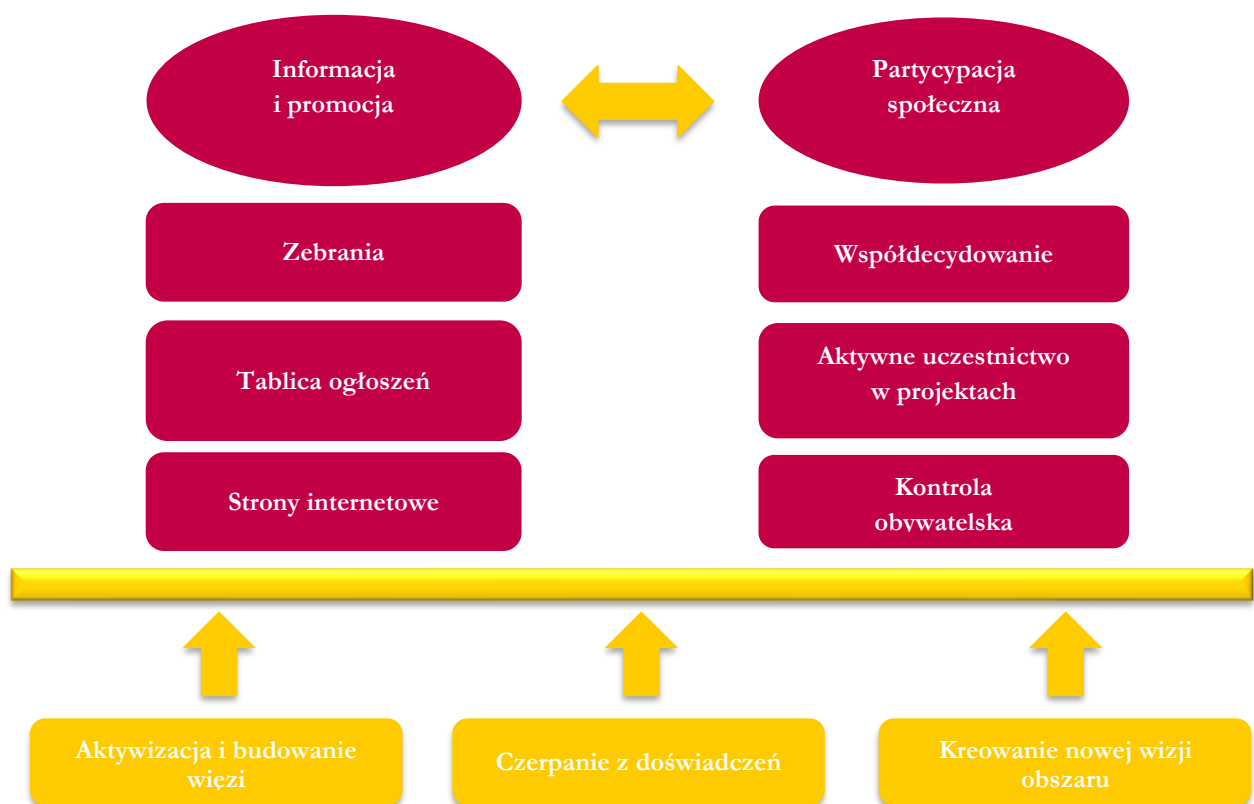 Informacja
i promocja
Partycypacja
społeczna
Zebrania
Współdecydowanie
Tablica ogłoszeń
Aktywne uczestnictwo
w projektach
Strony internetowe
Kontrola
obywatelska
Aktywizacja i budowanie
więzi
Czerpanie z doświadczeń
Kreowanie nowej wizji
obszaru